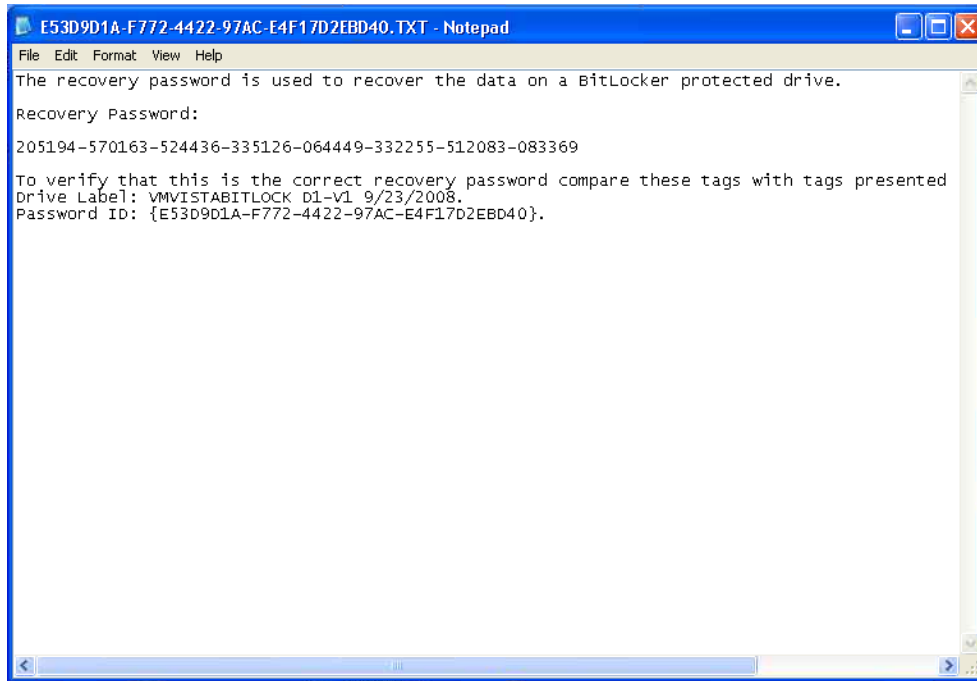 E53D9D1A-F772-4422-97AC-E4F17D2EBD40.TXT - Notepad
File Edit Format View Help
The recovery password is used to recover the data on a BitLocker protected drive.
Recovery Password:
205194-570163-524436-335126-064449-332255-512083-083369
To verify that this is the correct recovery password compare these tags with tags presented
Drive Label: VMVISTABITLOCK D1-V1 9/23/2008.
Password ID: {E53D9D1A-F772-4422-97AC-E4F17D2EBD40}.